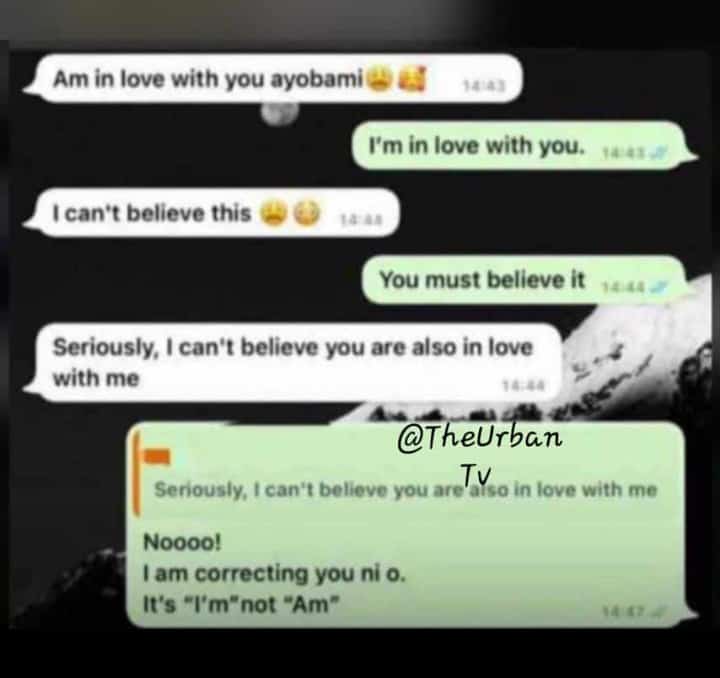 Am in love with you ayobami😩🥰 14:43
I'm in love with you. 14:43
I can't believe this 😩😳 14:44
You must believe it 14:44
Seriously, I can't believe you are also in love
with me 14:44
@TheUrban
Tv
Seriously, I can't believe you are also in love with me
Noooo!
I am correcting you ni o.
It's "I'm"not "Am" 14:47